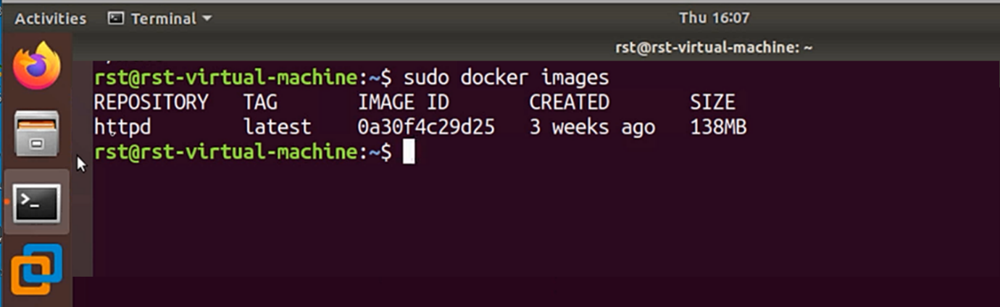 Activities Terminal Thu 16:07
rst@rst-virtual-machine: ~
rst@rst-virtual-machine:~$ sudo docker images
REPOSITORY TAG IMAGE ID CREATED SIZE
httpd latest 0a30f4c29d25 3 weeks ago 138MB
rst@rst-virtual-machine:~$